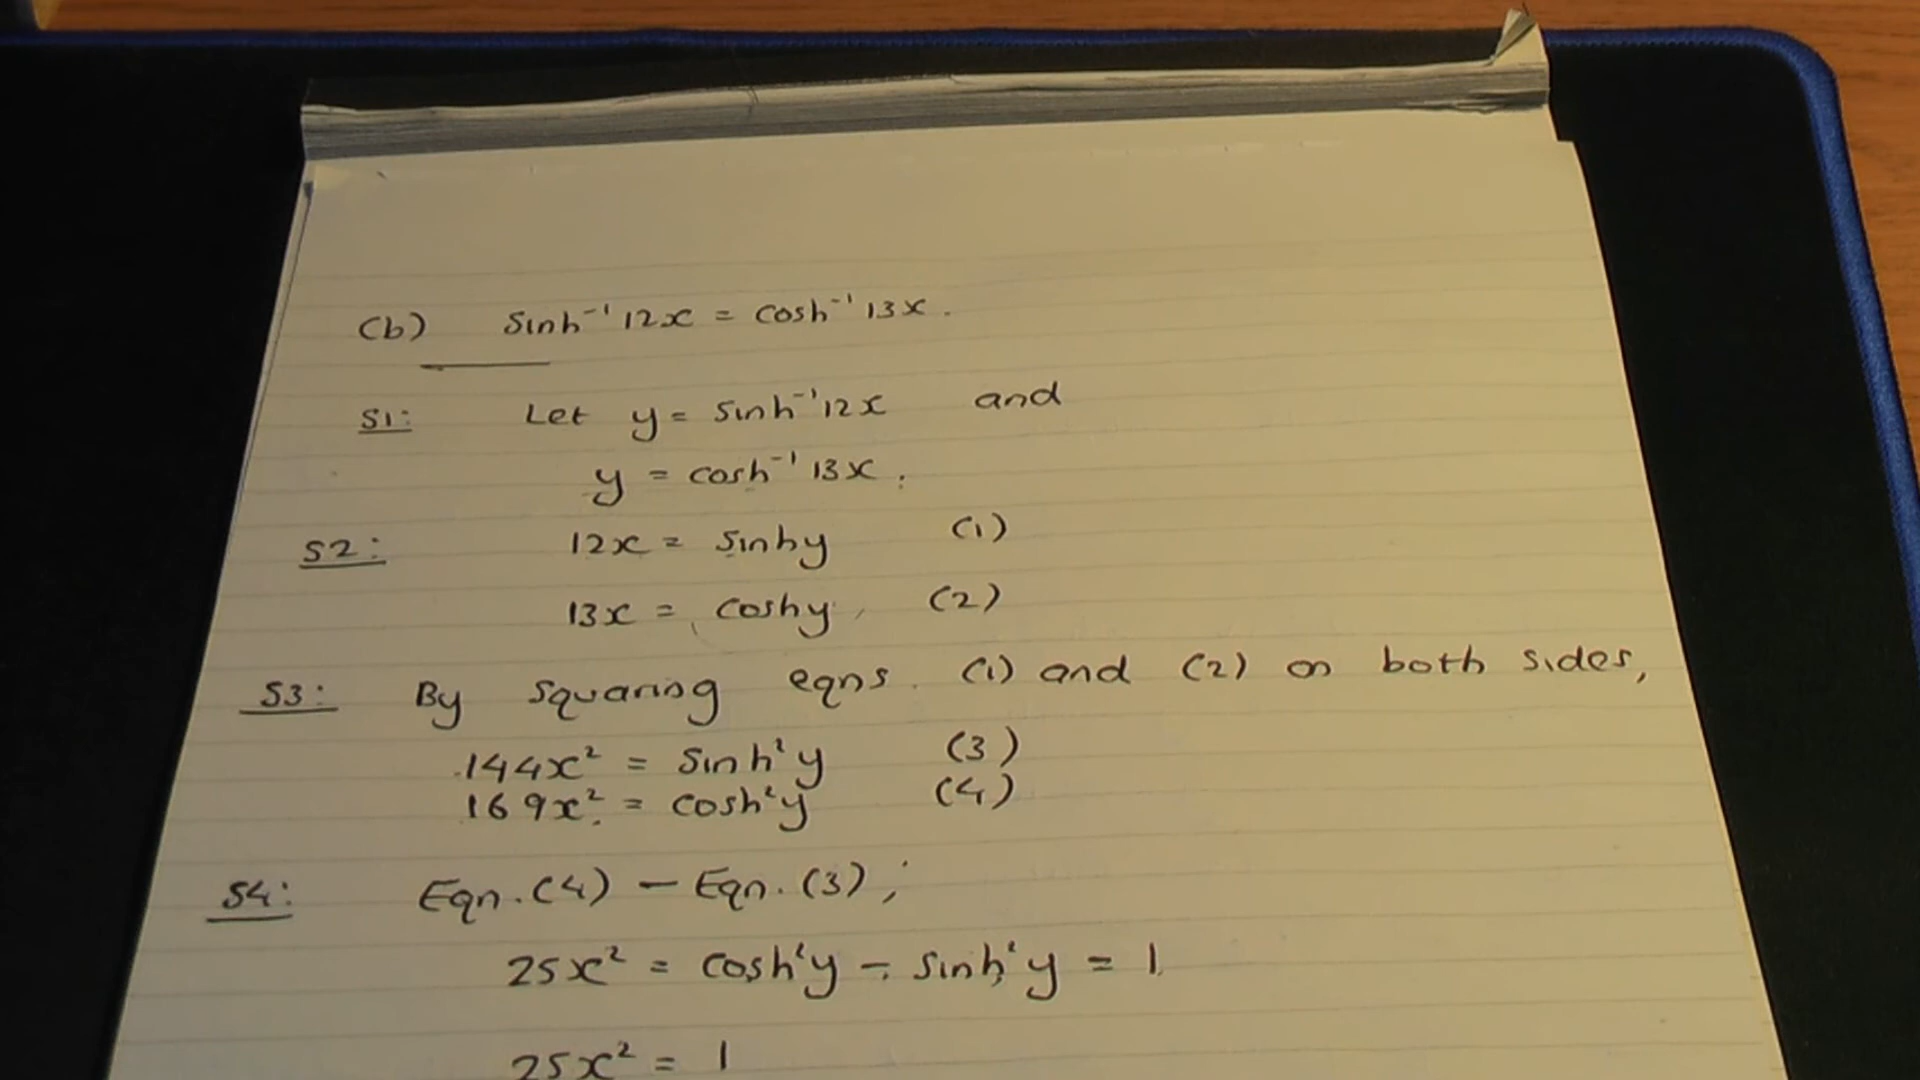 (b) sinh⁻¹ 12x = cosh⁻¹ 13x.
S1: Let y = sinh⁻¹12x and
y = cosh⁻¹ 13x.
S2: 12x = sinhy (1)
13x = coshy (2)
S3: By squaring eqns. (1) and (2) on both sides,
144x² = sinh²y (3)
169x² = cosh²y (4)
S4: Eqn.(4) — Eqn.(3),
25x² = cosh²y - sinh²y = 1
25x² = 1